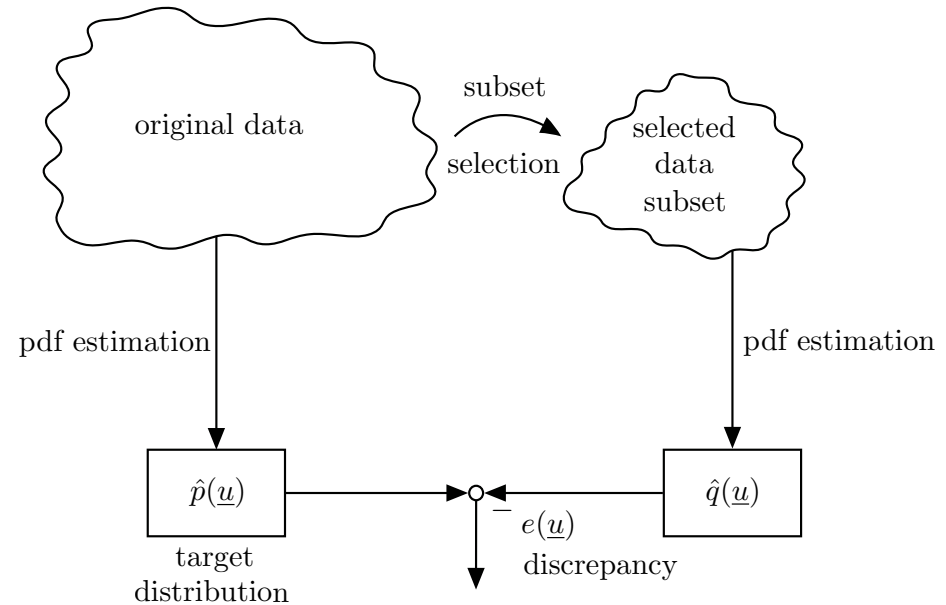 original data
subset
selection
selected
data
subset
pdf estimation
pdf estimation
p̂(u̲)
q̂(u̲)
−
e(u̲)
discrepancy
target
distribution